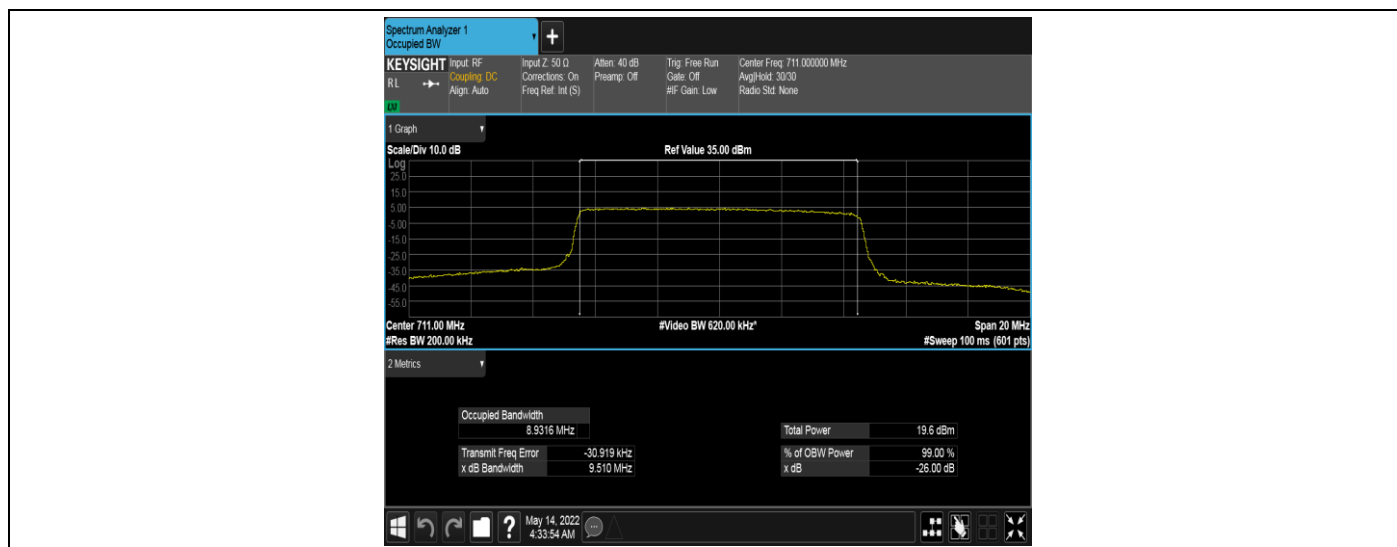 Spectrum Analyzer 1
Occupied BW
+
KEYSIGHT Input: RF Input Z: 50 Ω Atten: 40 dB Trig: Free Run Center Freq: 711.000000 MHz
RL Coupling: DC Corrections: On Preamp: Off Gate: Off Avg|Hold: 30/30
Align: Auto Freq Ref: Int (S) #IF Gain: Low Radio Std: None
1 Graph
Scale/Div 10.0 dB Ref Value 35.00 dBm
Log
25.0
15.0
5.00
-5.00
-15.0
-25.0
-35.0
-45.0
-55.0
Center 711.00 MHz #Video BW 620.00 kHz* Span 20 MHz
#Res BW 200.00 kHz #Sweep 100 ms (601 pts)
2 Metrics
Occupied Bandwidth
8.9316 MHz Total Power 19.6 dBm
Transmit Freq Error -30.919 kHz % of OBW Power 99.00 %
x dB Bandwidth 9.510 MHz x dB -26.00 dB
? May 14, 2022
4:33:54 AM